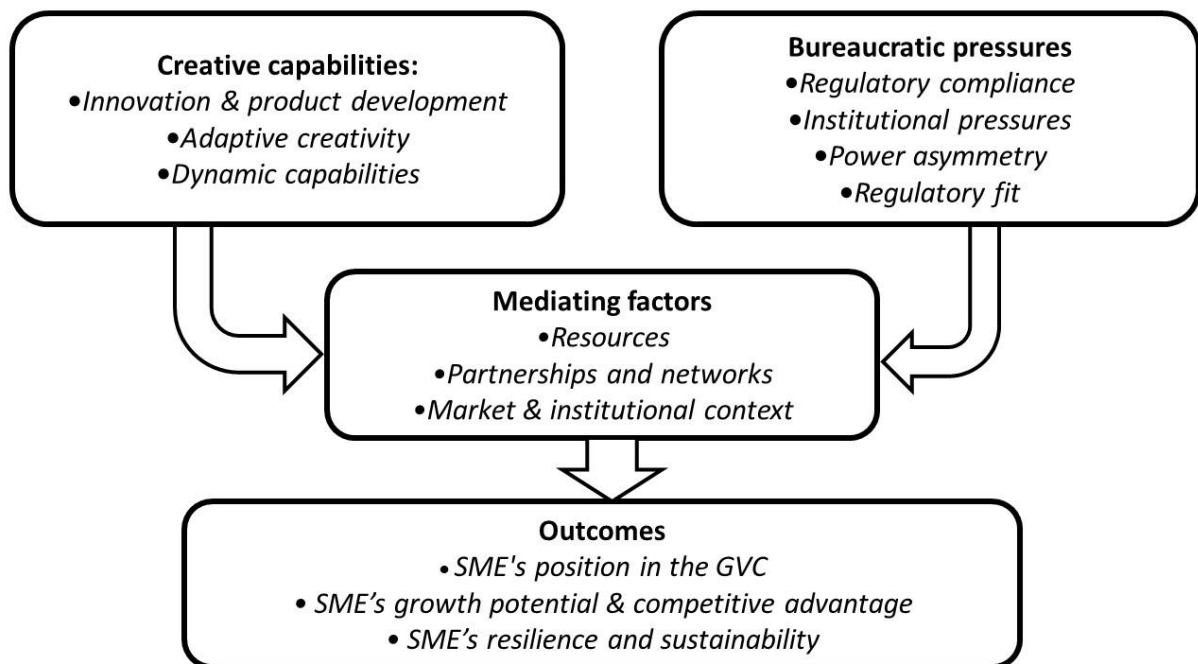 Creative capabilities:
•Innovation & product development
•Adaptive creativity
•Dynamic capabilities
Bureaucratic pressures
•Regulatory compliance
•Institutional pressures
•Power asymmetry
•Regulatory fit
Mediating factors
•Resources
•Partnerships and networks
•Market & institutional context
Outcomes
• SME's position in the GVC
• SME’s growth potential & competitive advantage
• SME’s resilience and sustainability